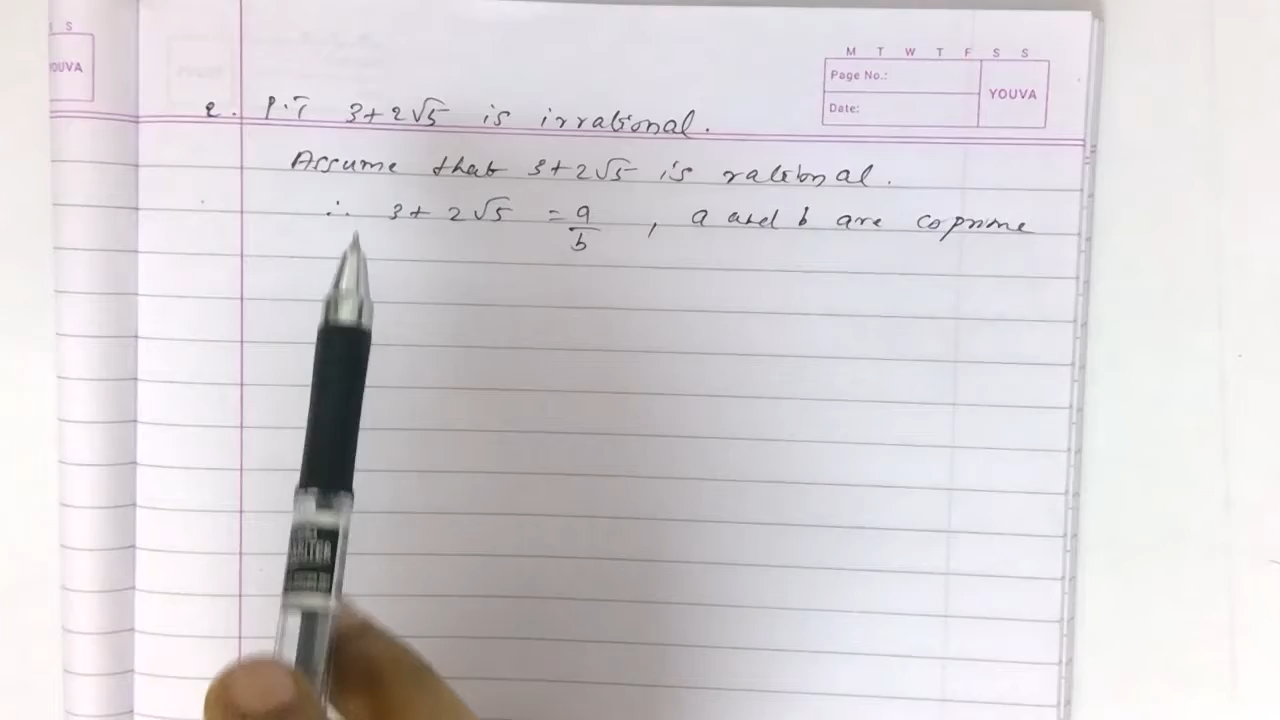 S
YOUVA
M T W T F S S
Page No.:
YOUVA
Date:
2. P.T 3+2√5 is irrational.
Assume that 3+2√5 is rational.
∴ 3+ 2√5 = a/b , a and b are coprime